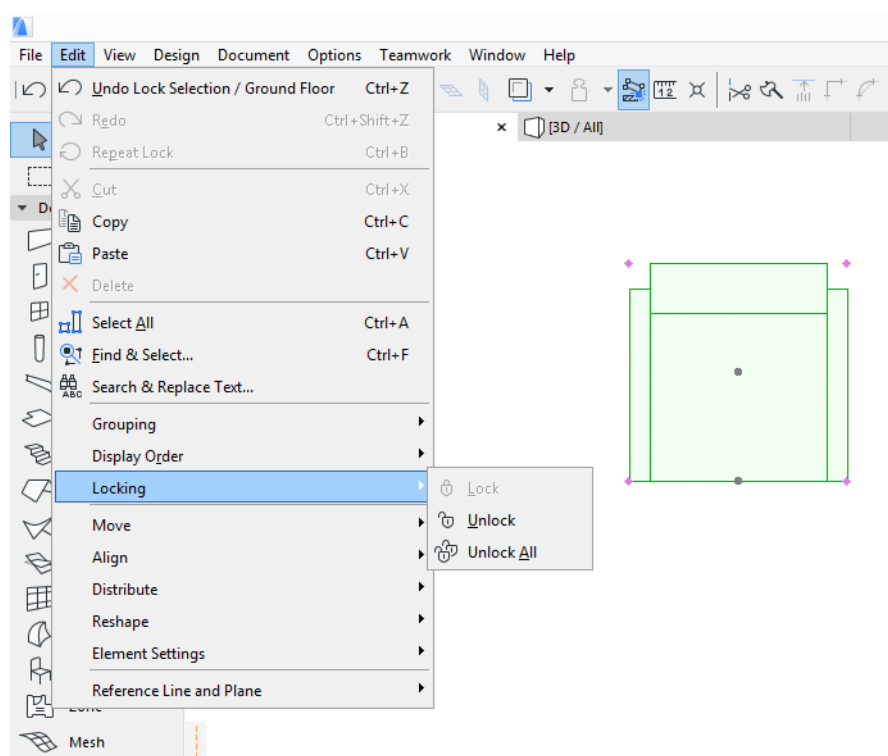 File Edit View Design Document Options Teamwork Window Help
Undo Lock Selection / Ground Floor Ctrl+Z
Redo Ctrl+Shift+Z
Repeat Lock Ctrl+B
Cut Ctrl+X
Copy Ctrl+C
Paste Ctrl+V
Delete
Select All Ctrl+A
Find & Select... Ctrl+F
ABC
Search & Replace Text...
Grouping
Display Order
Locking
Move
Align
Distribute
Reshape
Element Settings
Reference Line and Plane
Lock
Unlock
Unlock All
1 2
[3D / All]
Mesh